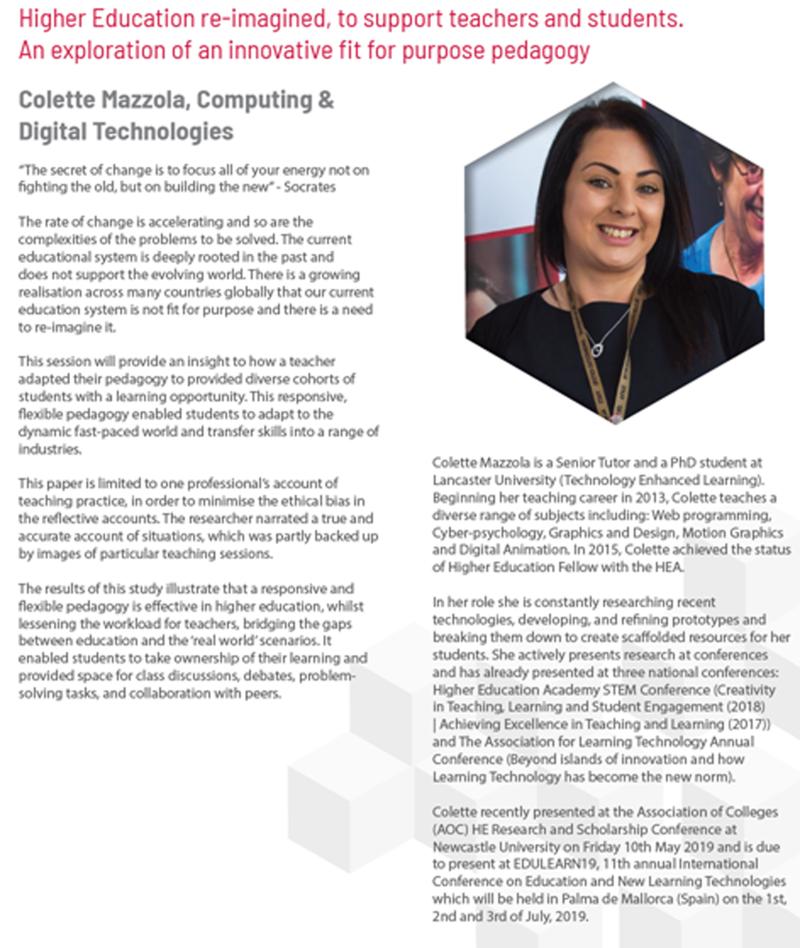 Higher Education re-imagined, to support teachers and students.
An exploration of an innovative fit for purpose pedagogy
Colette Mazzola, Computing &
Digital Technologies
“The secret of change is to focus all of your energy not on
fighting the old, but on building the new” - Socrates
The rate of change is accelerating and so are the
complexities of the problems to be solved. The current
educational system is deeply rooted in the past and
does not support the evolving world. There is a growing
realisation across many countries globally that our current
education system is not fit for purpose and there is a need
to re-imagine it.
This session will provide an insight to how a teacher
adapted their pedagogy to provided diverse cohorts of
students with a learning opportunity. This responsive,
flexible pedagogy enabled students to adapt to the
dynamic fast-paced world and transfer skills into a range of
industries.
This paper is limited to one professional’s account of
teaching practice, in order to minimise the ethical bias in
the reflective accounts. The researcher narrated a true and
accurate account of situations, which was partly backed up
by images of particular teaching sessions.
The results of this study illustrate that a responsive and
flexible pedagogy is effective in higher education, whilst
lessening the workload for teachers, bridging the gaps
between education and the ‘real world’ scenarios. It
enabled students to take ownership of their learning and
provided space for class discussions, debates, problem-
solving tasks, and collaboration with peers.
Colette Mazzola is a Senior Tutor and a PhD student at
Lancaster University (Technology Enhanced Learning).
Beginning her teaching career in 2013, Colette teaches a
diverse range of subjects including: Web programming,
Cyber-psychology, Graphics and Design, Motion Graphics
and Digital Animation. In 2015, Colette achieved the status
of Higher Education Fellow with the HEA.
In her role she is constantly researching recent
technologies, developing, and refining prototypes and
breaking them down to create scaffolded resources for her
students. She actively presents research at conferences
and has already presented at three national conferences:
Higher Education Academy STEM Conference (Creativity
in Teaching, Learning and Student Engagement (2018)
| Achieving Excellence in Teaching and Learning (2017))
and The Association for Learning Technology Annual
Conference (Beyond islands of innovation and how
Learning Technology has become the new norm).
Colette recently presented at the Association of Colleges
(AOC) HE Research and Scholarship Conference at
Newcastle University on Friday 10th May 2019 and is due
to present at EDULEARN19, 11th annual International
Conference on Education and New Learning Technologies
which will be held in Palma de Mallorca (Spain) on the 1st,
2nd and 3rd of July, 2019.